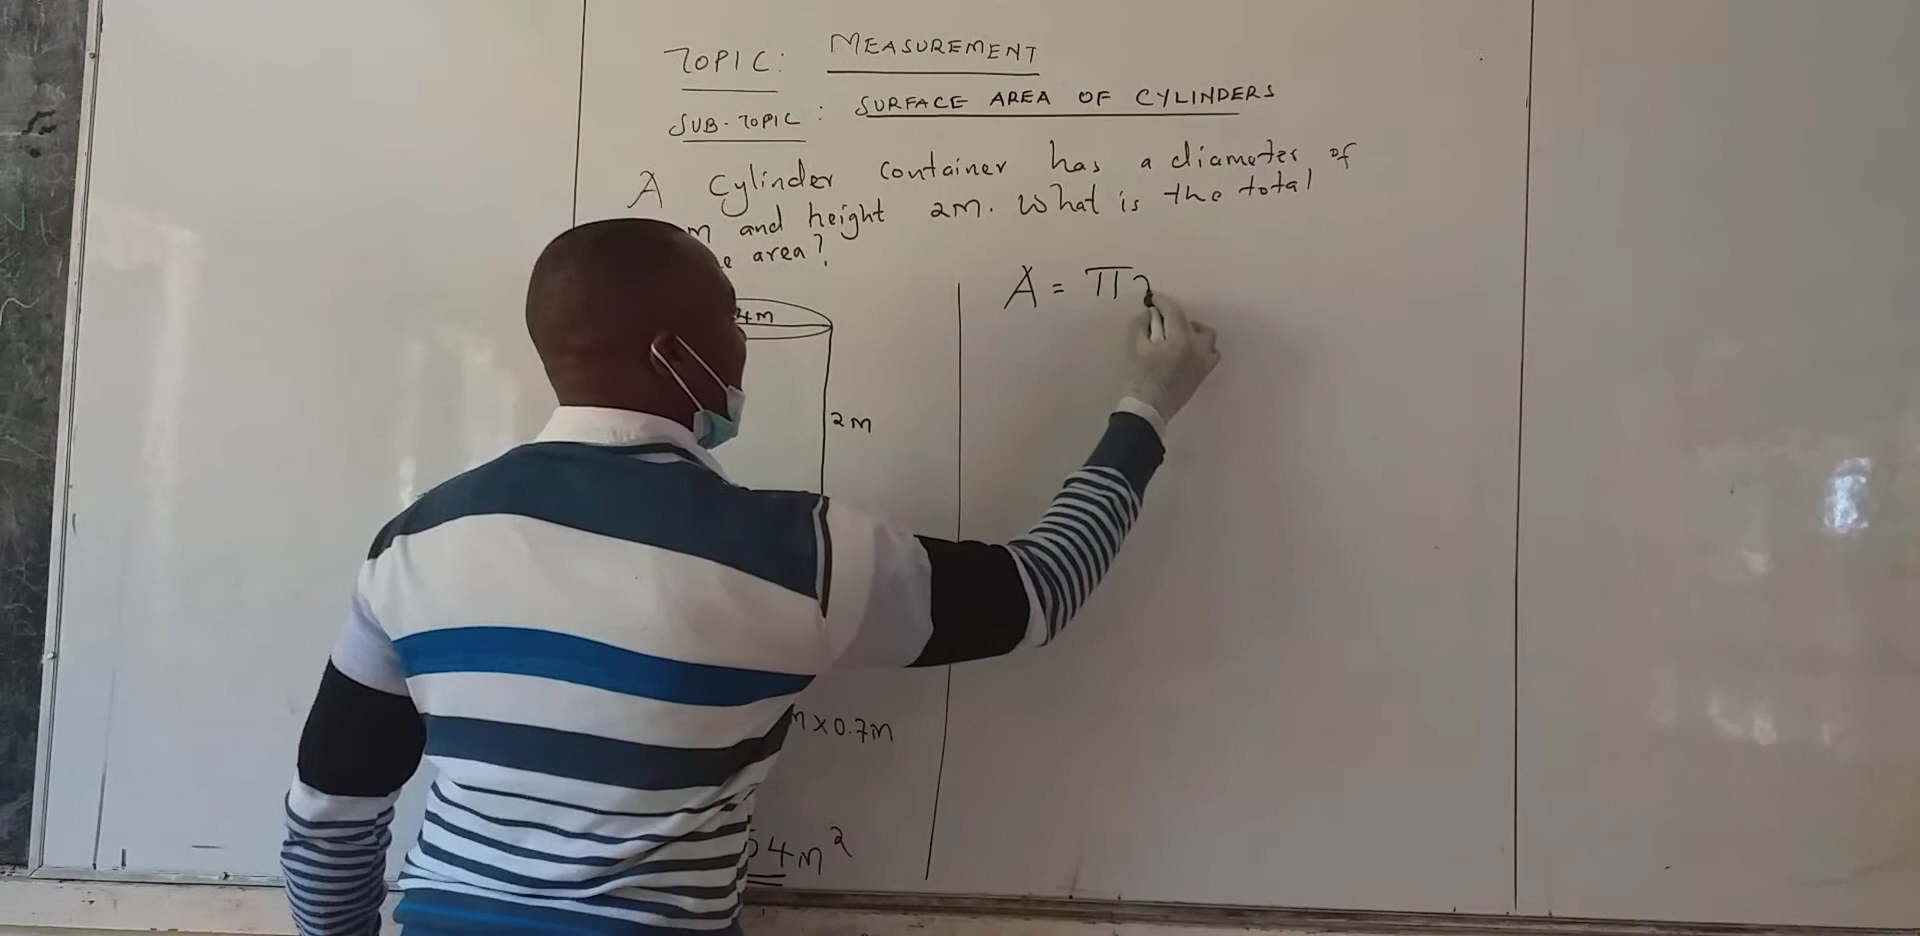 TOPIC: MEASUREMENT
SUB-TOPIC: SURFACE AREA OF CYLINDERS
A Cylinder container has a diameter of
m and height 2m. What is the total
area?
A = π
4m
2m
m x 0.7m
4m²